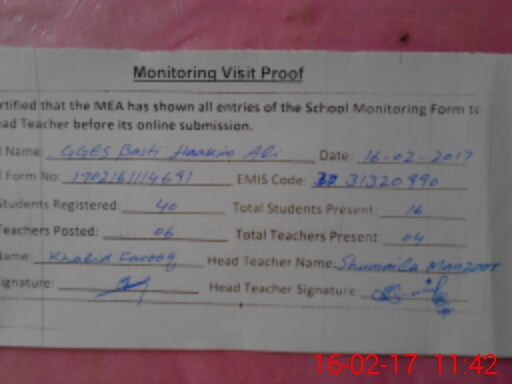 Monitoring Visit Proof
rtified that the MEA has shown all entries of the School Monitoring Form to
ad Teacher before its online submission.
l Name: GGES Basti Haakim Ali Date: 16-02-2017
l Form No: 1702161114691 EMIS Code: 31320990
Students Registered: 40 Total Students Present: 16
Teachers Posted: 06 Total Teachers Present: 04
Name: Khalid Farooq Head Teacher Name: Shumaila Manzoor
ignature: Head Teacher Signature:
16-02-17 11:42